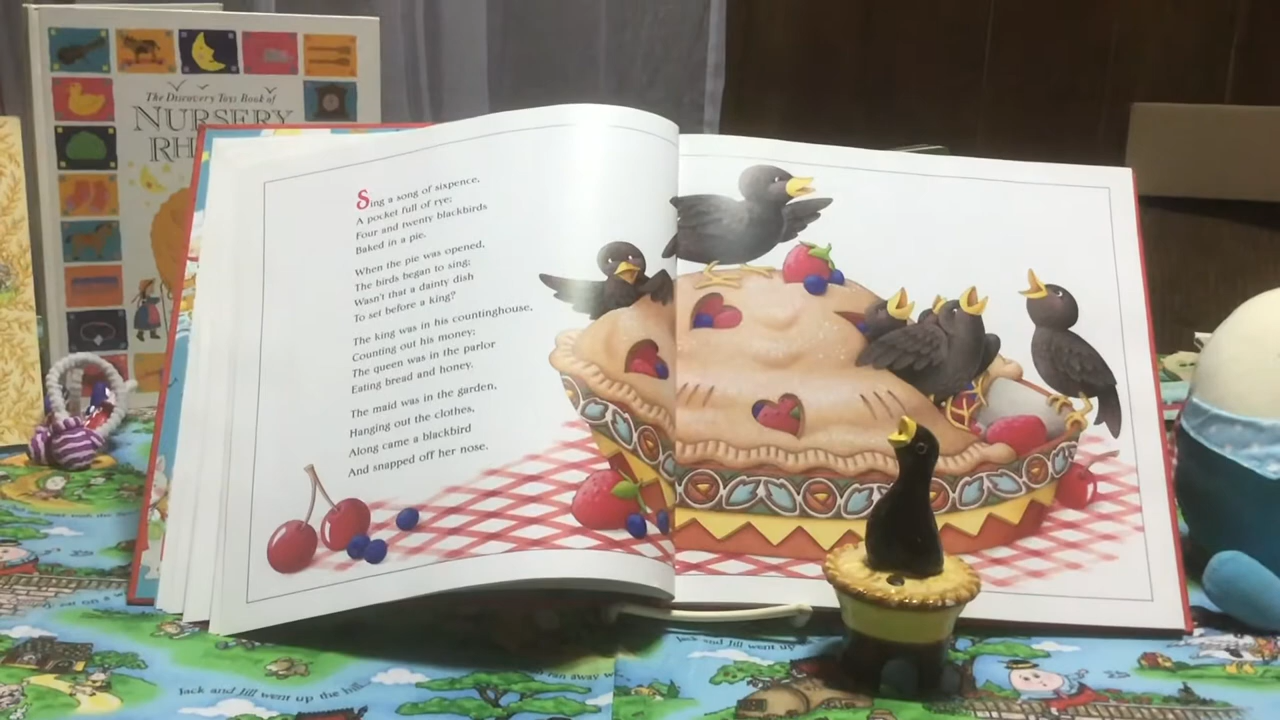 The Discovery Toys Book of
NURSERY
RH
Sing a song of sixpence,
A pocket full of rye;
Four and twenty blackbirds
Baked in a pie.
When the pie was opened,
The birds began to sing;
Wasn't that a dainty dish
To set before a king?
The king was in his countinghouse,
Counting out his money;
The queen was in the parlor
Eating bread and honey.
The maid was in the garden,
Hanging out the clothes,
Along came a blackbird
And snapped off her nose.
Jack and Jill went up the hill
ran away w
Jack and Jill went up